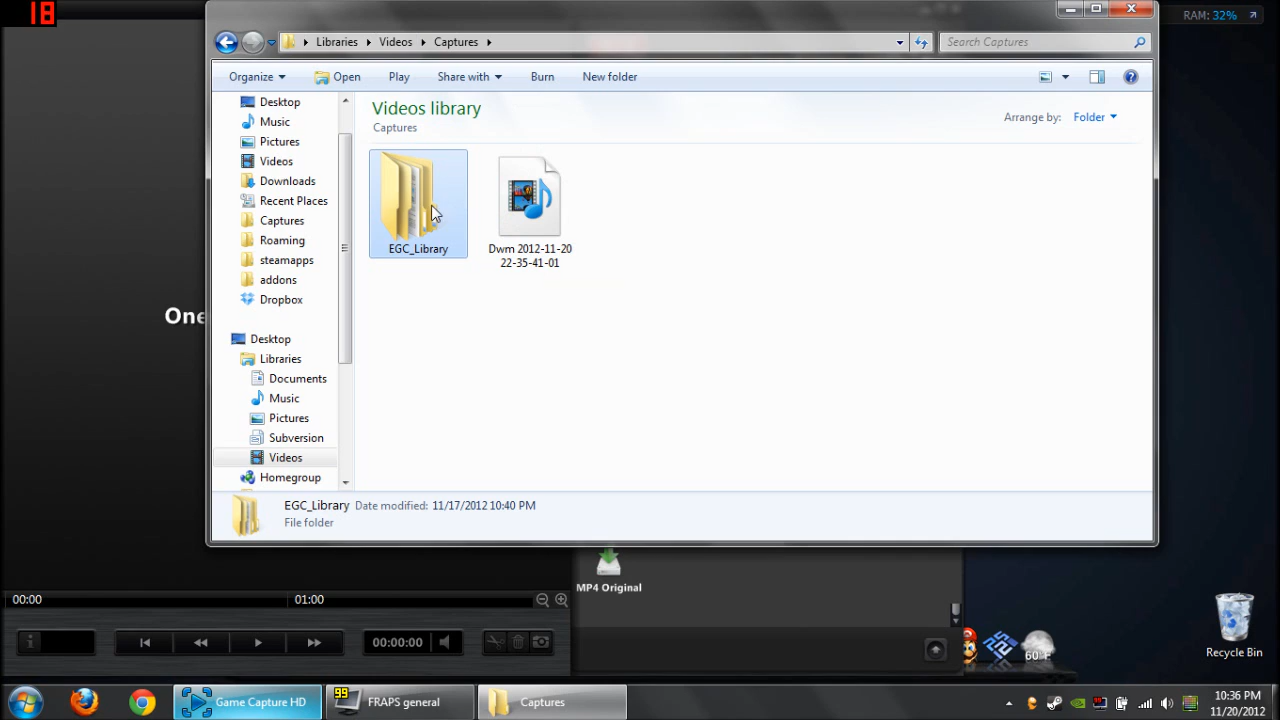 18
RAM: 32%
Libraries Videos Captures
Search Captures
Organize Open Play Share with Burn New folder
Videos library
Captures
Arrange by: Folder
Desktop
Music
Pictures
Videos
Downloads
Recent Places
Captures
Roaming
steamapps
addons
Dropbox
Desktop
Libraries
Documents
Music
Pictures
Subversion
Videos
Homegroup
EGC_Library
Dwm 2012-11-20
22-35-41-01
EGC_Library Date modified: 11/17/2012 10:40 PM
File folder
One
MP4 Original
00:00
01:00
00:00:00
60°F
Recycle Bin
Game Capture HD
99
FRAPS general
Captures
10:36 PM
11/20/2012